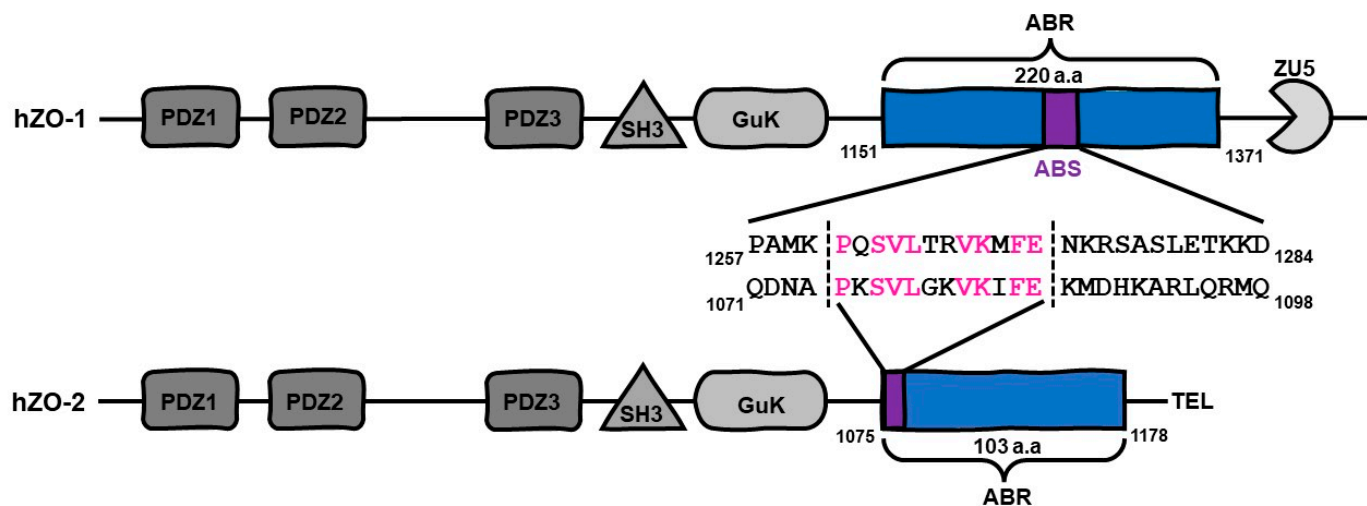 ABR
220 a.a
ZU5
hZO-1 PDZ1 PDZ2 PDZ3 SH3 GuK
1151 1371
ABS
1257 PAMK PQSVLTRVKMFE NKRSASLETKKD 1284
1071 QDNA PKSVLGKVKIFE KMDHKARLQRMQ 1098
hZO-2 PDZ1 PDZ2 PDZ3 SH3 GuK TEL
1075 103 a.a 1178
ABR